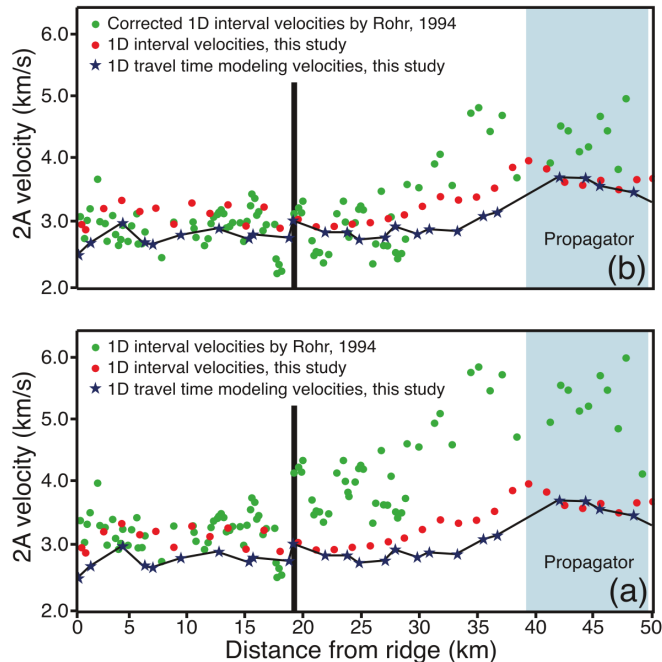 Corrected 1D interval velocities by Rohr, 1994
1D interval velocities, this study
1D travel time modeling velocities, this study
6.0
5.0
4.0
3.0
2.0
2A velocity (km/s)
Propagator
(b)
1D interval velocities by Rohr, 1994
1D interval velocities, this study
1D travel time modeling velocities, this study
6.0
5.0
4.0
3.0
2.0
2A velocity (km/s)
Propagator
(a)
0 5 10 15 20 25 30 35 40 45 50
Distance from ridge (km)